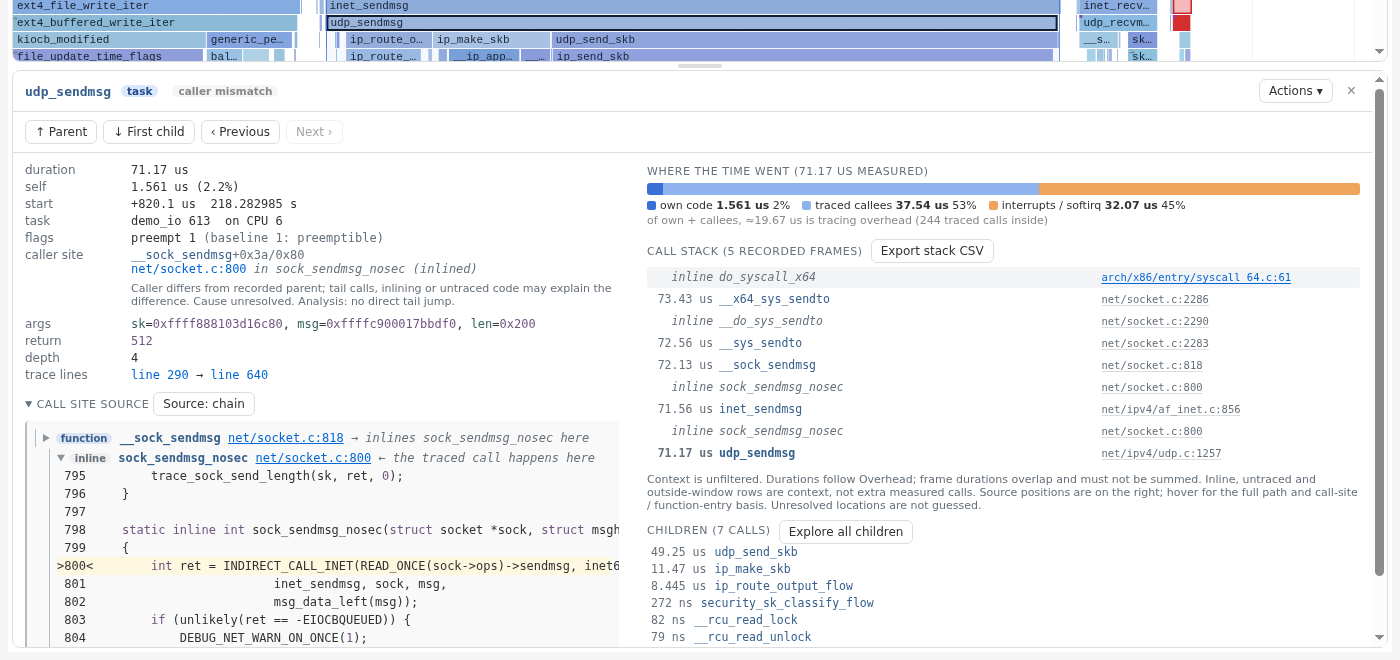 ext4_file_write_iter inet_sendmsg inet_recv…
ext4_buffered_write_iter udp_sendmsg udp_recvm…
kiocb_modified generic_pe… ip_route_o… ip_make_skb udp_send_skb __s… sk…
file_update_time_flags bal… ip_route_… __ip_app… __… ip_send_skb sk…
udp_sendmsg task caller mismatch Actions ▾ ×
↑ Parent ↓ First child ‹ Previous Next ›
duration 71.17 us
self 1.561 us (2.2%)
start +820.1 us 218.282985 s
task demo_io 613 on CPU 6
flags preempt 1 (baseline 1: preemptible)
caller site __sock_sendmsg+0x3a/0x80
net/socket.c:800 in sock_sendmsg_nosec (inlined)
Caller differs from recorded parent; tail calls, inlining or untraced code may explain the
difference. Cause unresolved. Analysis: no direct tail jump.
args sk=0xffff888103d16c80, msg=0xffffc900017bbdf0, len=0x200
return 512
depth 4
trace lines line 290 → line 640
▼ CALL SITE SOURCE Source: chain
▶ function __sock_sendmsg net/socket.c:818 → inlines sock_sendmsg_nosec here
▼ inline sock_sendmsg_nosec net/socket.c:800 ← the traced call happens here
795 trace_sock_send_length(sk, ret, 0);
796 }
797
798 static inline int sock_sendmsg_nosec(struct socket *sock, struct msgh
799 {
>800< int ret = INDIRECT_CALL_INET(READ_ONCE(sock->ops)->sendmsg, inet6
801 inet_sendmsg, sock, msg,
802 msg_data_left(msg));
803 if (unlikely(ret == -EIOCBQUEUED)) {
804 DEBUG_NET_WARN_ON_ONCE(1);
WHERE THE TIME WENT (71.17 US MEASURED)
own code 1.561 us 2% traced callees 37.54 us 53% interrupts / softirq 32.07 us 45%
of own + callees, ≈19.67 us is tracing overhead (244 traced calls inside)
CALL STACK (5 RECORDED FRAMES) Export stack CSV
inline do_syscall_x64 arch/x86/entry/syscall_64.c:61
73.43 us __x64_sys_sendto net/socket.c:2286
inline __do_sys_sendto net/socket.c:2290
72.56 us __sys_sendto net/socket.c:2283
72.13 us __sock_sendmsg net/socket.c:818
inline sock_sendmsg_nosec net/socket.c:800
71.56 us inet_sendmsg net/ipv4/af_inet.c:856
inline sock_sendmsg_nosec net/socket.c:800
71.17 us udp_sendmsg net/ipv4/udp.c:1257
Context is unfiltered. Durations follow Overhead; frame durations overlap and must not be summed. Inline, untraced and
outside-window rows are context, not extra measured calls. Source positions are on the right; hover for the full path and call-site
/ function-entry basis. Unresolved locations are not guessed.
CHILDREN (7 CALLS) Explore all children
49.25 us udp_send_skb
11.47 us ip_make_skb
8.445 us ip_route_output_flow
272 ns security_sk_classify_flow
82 ns __rcu_read_lock
79 ns __rcu_read_unlock